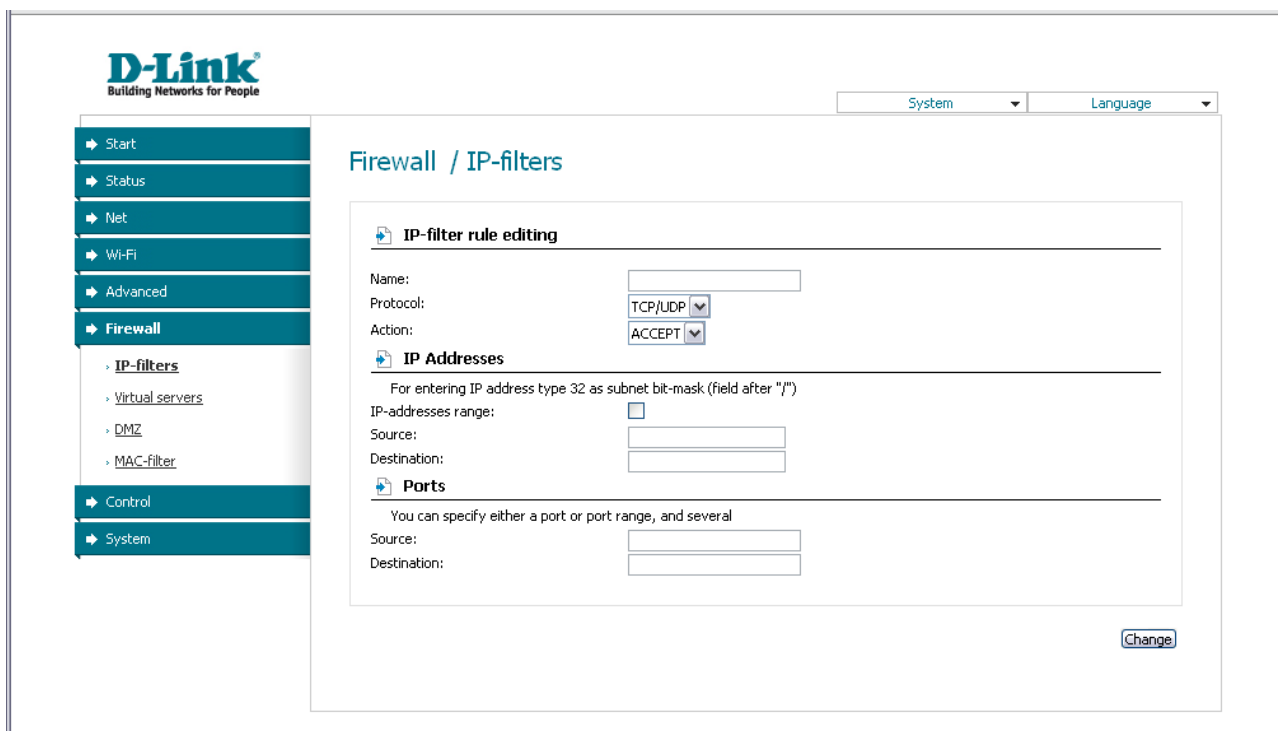 D-Link
Building Networks for People
System
Language
Start
Status
Net
Wi-Fi
Advanced
Firewall
IP-filters
Virtual servers
DMZ
MAC-filter
Control
System
Firewall / IP-filters
IP-filter rule editing
Name:
Protocol: TCP/UDP
Action: ACCEPT
IP Addresses
For entering IP address type 32 as subnet bit-mask (field after "/")
IP-addresses range:
Source:
Destination:
Ports
You can specify either a port or port range, and several
Source:
Destination:
Change